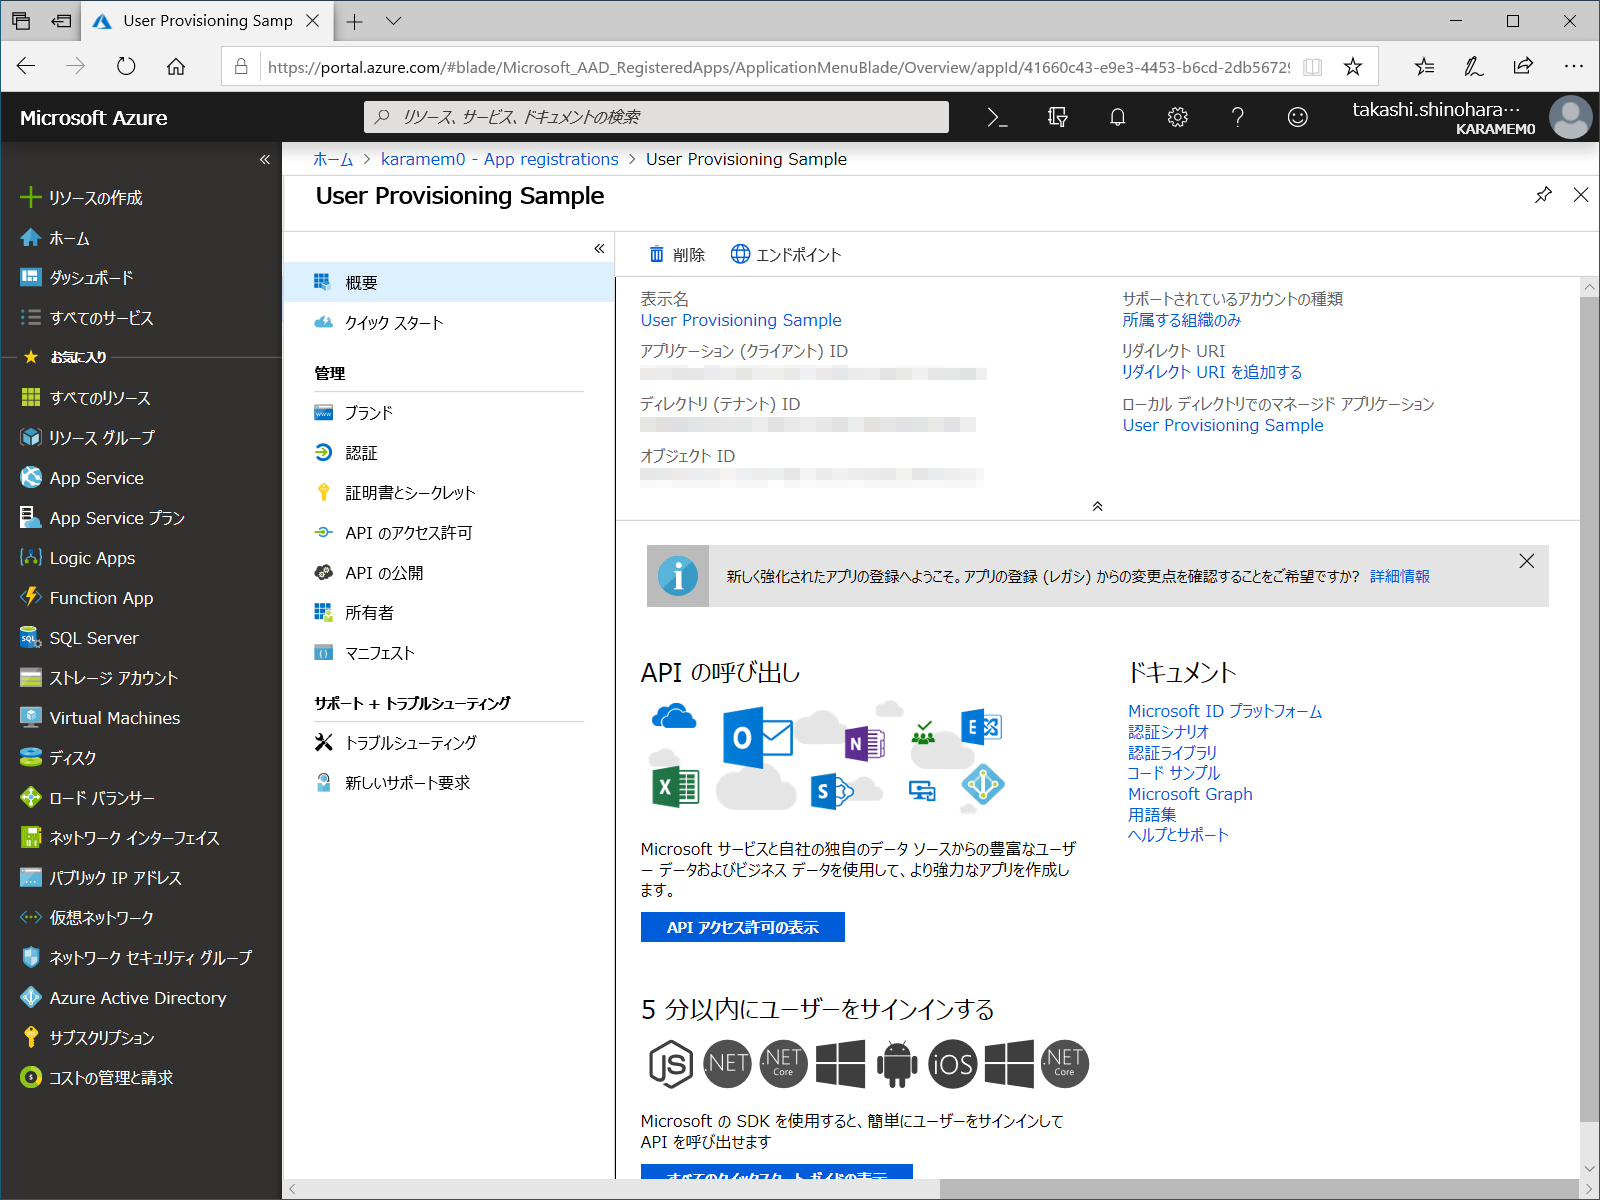 User Provisioning Samp
https://portal.azure.com/#blade/Microsoft_AAD_RegisteredApps/ApplicationMenuBlade/Overview/appId/41660c43-e9e3-4453-b6cd-2db56729
Microsoft Azure
リソース、サービス、ドキュメントの検索
takashi.shinohara…
KARAMEM0
ホーム > karamem0 - App registrations > User Provisioning Sample
User Provisioning Sample
リソースの作成
ホーム
ダッシュボード
すべてのサービス
お気に入り
すべてのリソース
リソース グループ
App Service
App Service プラン
Logic Apps
Function App
SQL Server
ストレージ アカウント
Virtual Machines
ディスク
ロード バランサー
ネットワーク インターフェイス
パブリック IP アドレス
仮想ネットワーク
ネットワーク セキュリティ グループ
Azure Active Directory
サブスクリプション
コストの管理と請求
概要
クイック スタート
管理
ブランド
認証
証明書とシークレット
API のアクセス許可
API の公開
所有者
マニフェスト
サポート + トラブルシューティング
トラブルシューティング
新しいサポート要求
削除
エンドポイント
表示名
User Provisioning Sample
アプリケーション (クライアント) ID
ディレクトリ (テナント) ID
オブジェクト ID
サポートされているアカウントの種類
所属する組織のみ
リダイレクト URI
リダイレクト URI を追加する
ローカル ディレクトリでのマネージド アプリケーション
User Provisioning Sample
新しく強化されたアプリの登録へようこそ。アプリの登録 (レガシ) からの変更点を確認することをご希望ですか? 詳細情報
API の呼び出し
Microsoft サービスと自社の独自のデータ ソースからの豊富なユーザ
ー データおよびビジネス データを使用して、より強力なアプリを作成し
ます。
API アクセス許可の表示
ドキュメント
Microsoft ID プラットフォーム
認証シナリオ
認証ライブラリ
コード サンプル
Microsoft Graph
用語集
ヘルプとサポート
5 分以内にユーザーをサインインする
JS
.NET
.NET Core
iOS
.NET Core
Microsoft の SDK を使用すると、簡単にユーザーをサインインして
API を呼び出せます
すべてのクイックスタート ガイドの表示